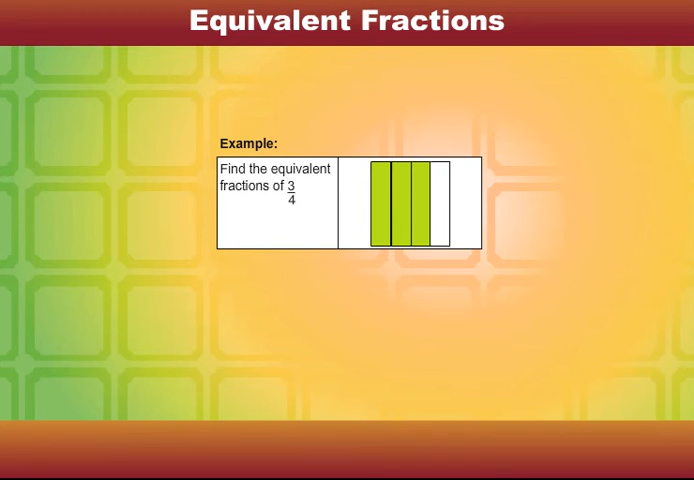 Equivalent Fractions
Example:
Find the equivalent
fractions of 3/4